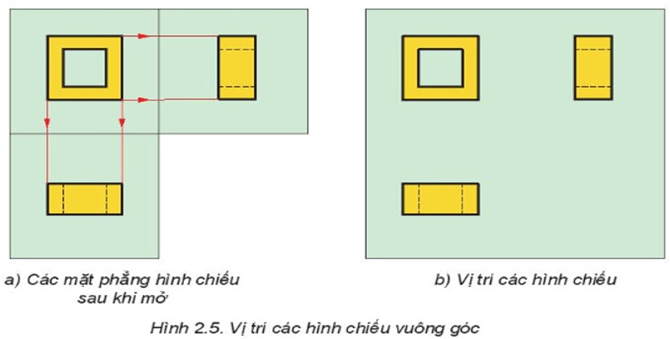 a) Các mặt phẳng hình chiếu
sau khi mở
b) Vị trí các hình chiếu
Hình 2.5. Vị trí các hình chiếu vuông góc